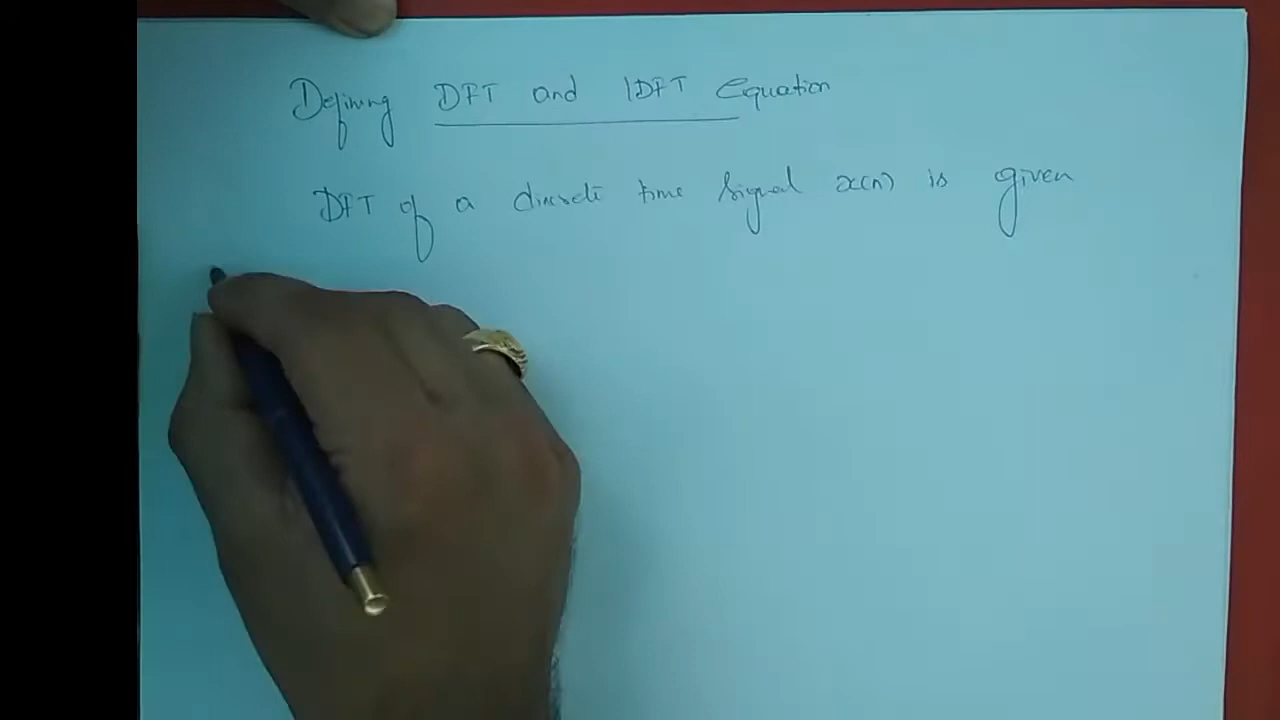 Defining DFT and IDFT Equation
DFT of a discrete time signal x(n) is given